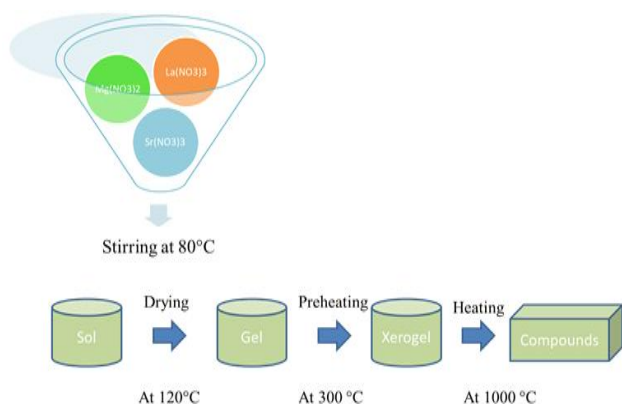 La(NO3)3
Mg(NO3)2
Sr(NO3)3
Stirring at 80°C
Drying
Preheating
Heating
Sol
Gel
Xerogel
Compounds
At 120°C
At 300 °C
At 1000 °C